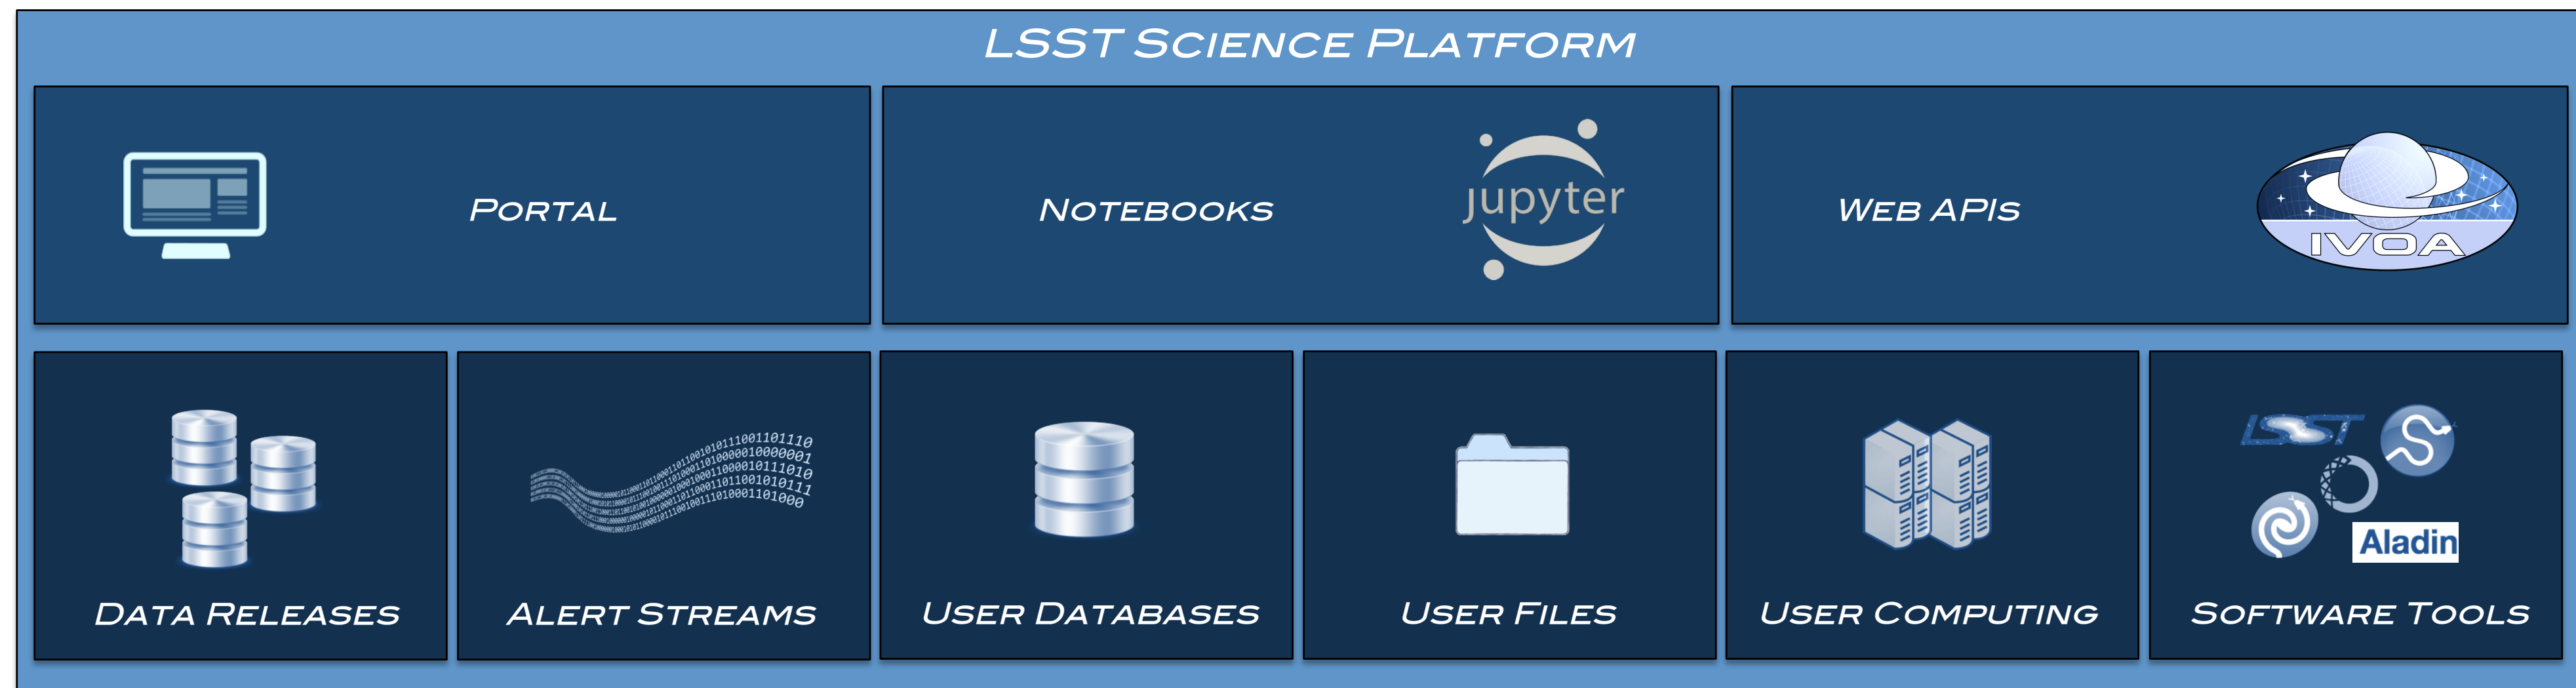 LSST SCIENCE PLATFORM
PORTAL
NOTEBOOKS
jupyter
WEB APIS
IVOA
DATA RELEASES
ALERT STREAMS
USER DATABASES
USER FILES
USER COMPUTING
LSST
Aladin
SOFTWARE TOOLS